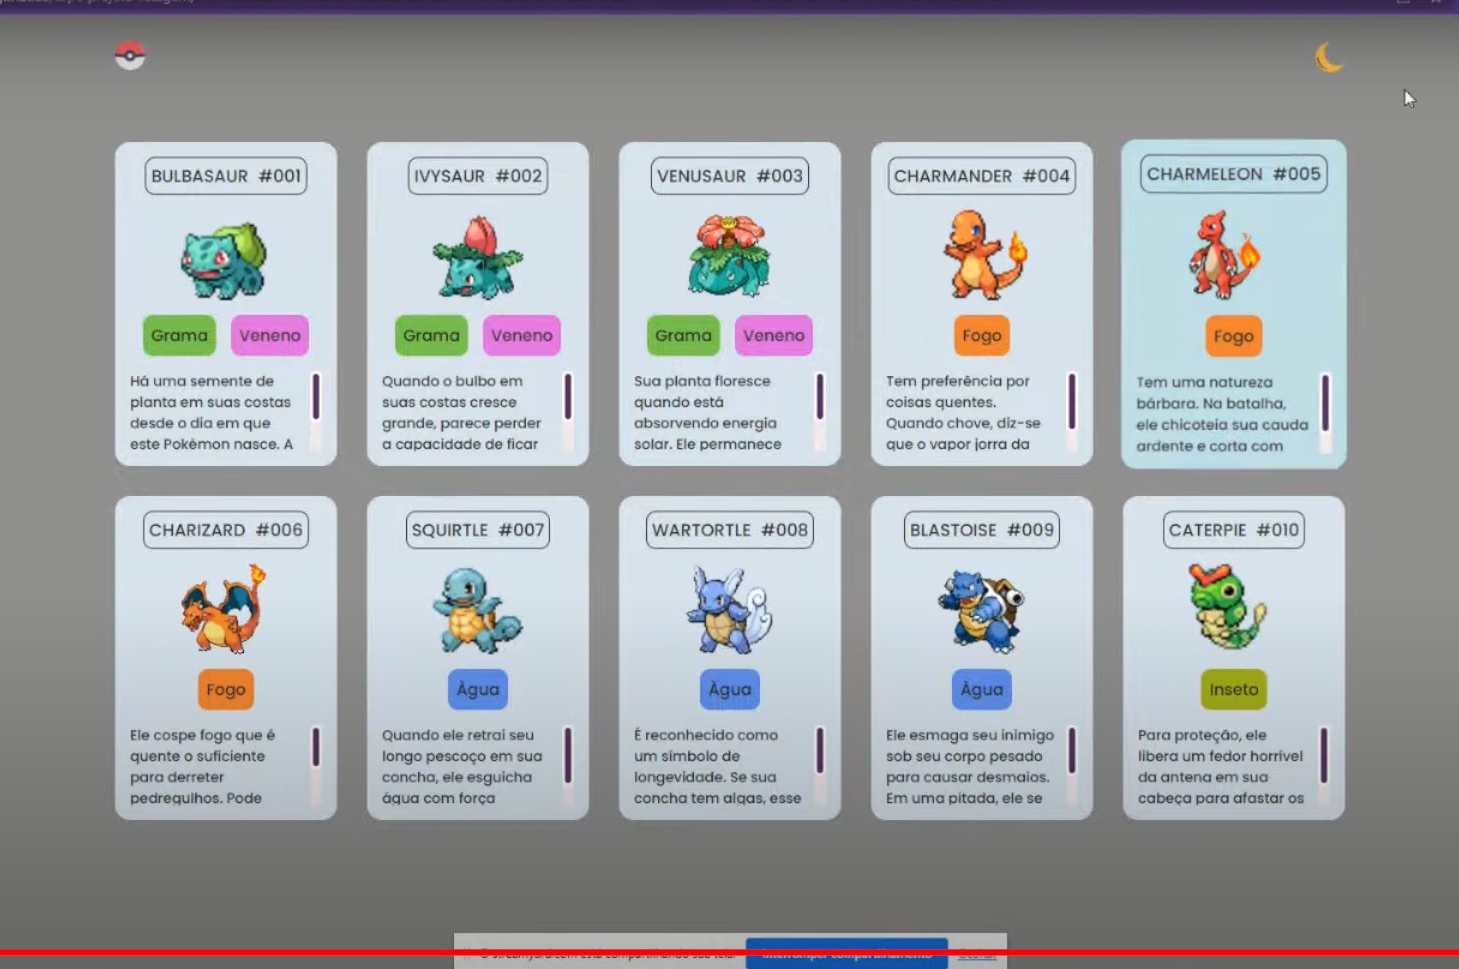 BULBASAUR #001
Grama Veneno
Há uma semente de
planta em suas costas
desde o dia em que
este Pokémon nasce. A
IVYSAUR #002
Grama Veneno
Quando o bulbo em
suas costas cresce
grande, parece perder
a capacidade de ficar
VENUSAUR #003
Grama Veneno
Sua planta floresce
quando está
absorvendo energia
solar. Ele permanece
CHARMANDER #004
Fogo
Tem preferência por
coisas quentes.
Quando chove, diz-se
que o vapor jorra da
CHARMELEON #005
Fogo
Tem uma natureza
bárbara. Na batalha,
ele chicoteia sua cauda
ardente e corta com
CHARIZARD #006
Fogo
Ele cospe fogo que é
quente o suficiente
para derreter
pedregulhos. Pode
SQUIRTLE #007
Àgua
Quando ele retrai seu
longo pescoço em sua
concha, ele esguicha
água com força
WARTORTLE #008
Àgua
É reconhecido como
um símbolo de
longevidade. Se sua
concha tem algas, esse
BLASTOISE #009
Àgua
Ele esmaga seu inimigo
sob seu corpo pesado
para causar desmaios.
Em uma pitada, ele se
CATERPIE #010
Inseto
Para proteção, ele
libera um fedor horrível
da antena em sua
cabeça para afastar os